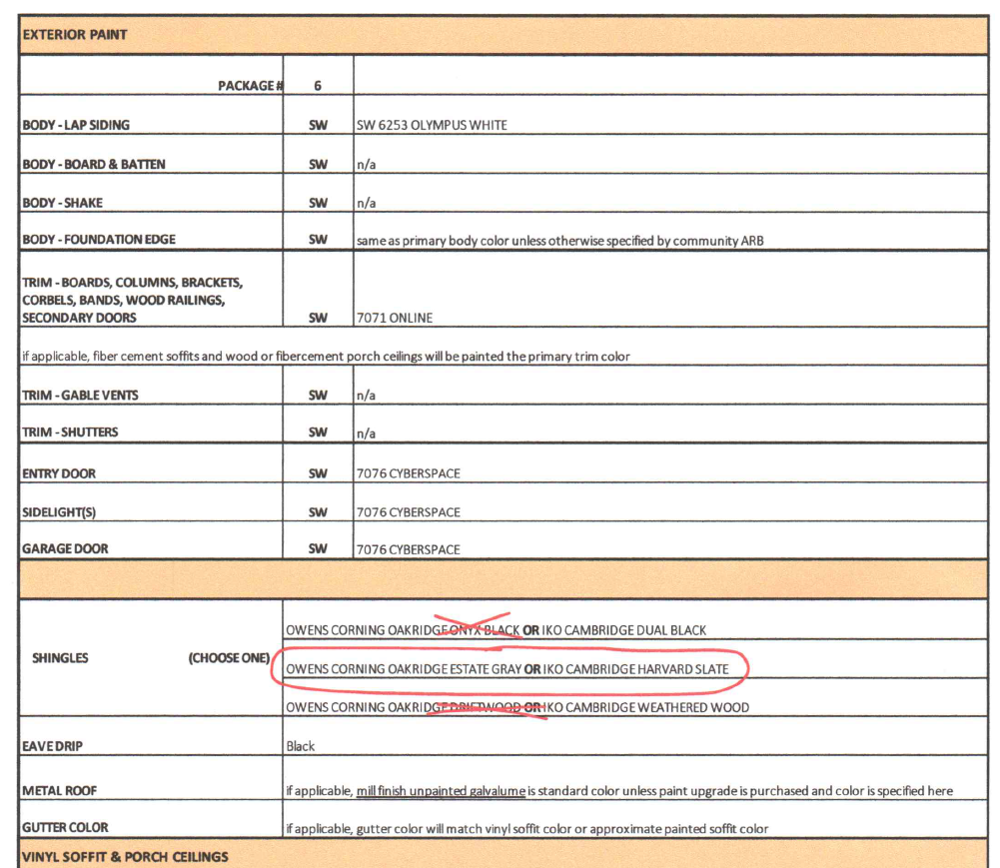 EXTERIOR PAINT
PACKAGE # 6
BODY - LAP SIDING SW SW 6253 OLYMPUS WHITE
BODY - BOARD & BATTEN SW n/a
BODY - SHAKE SW n/a
BODY - FOUNDATION EDGE SW same as primary body color unless otherwise specified by community ARB
TRIM - BOARDS, COLUMNS, BRACKETS,
CORBELS, BANDS, WOOD RAILINGS,
SECONDARY DOORS SW 7071 ONLINE
if applicable, fiber cement soffits and wood or fibercement porch ceilings will be painted the primary trim color
TRIM - GABLE VENTS SW n/a
TRIM - SHUTTERS SW n/a
ENTRY DOOR SW 7076 CYBERSPACE
SIDELIGHT(S) SW 7076 CYBERSPACE
GARAGE DOOR SW 7076 CYBERSPACE
OWENS CORNING OAKRIDGE ONYX BLACK OR IKO CAMBRIDGE DUAL BLACK
SHINGLES (CHOOSE ONE)
OWENS CORNING OAKRIDGE ESTATE GRAY OR IKO CAMBRIDGE HARVARD SLATE
OWENS CORNING OAKRIDGE DRIFTWOOD OR IKO CAMBRIDGE WEATHERED WOOD
EAVE DRIP Black
METAL ROOF if applicable, mill finish unpainted galvalume is standard color unless paint upgrade is purchased and color is specified here
GUTTER COLOR if applicable, gutter color will match vinyl soffit color or approximate painted soffit color
VINYL SOFFIT & PORCH CEILINGS